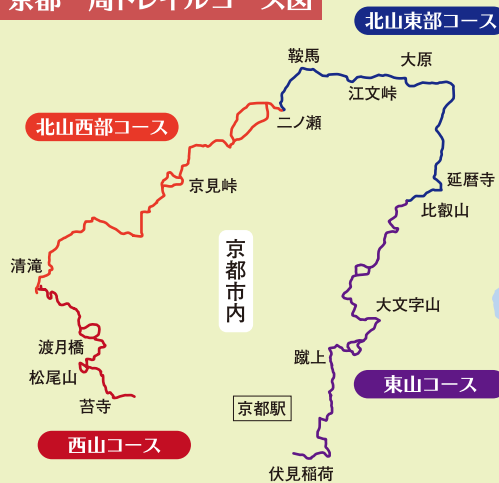 京都一周トレイルコース図
北山東部コース
鞍馬
大原
江文峠
二ノ瀬
北山西部コース
京見峠
延暦寺
比叡山
京都市内
清滝
大文字山
渡月橋
蹴上
松尾山
東山コース
苔寺
京都駅
西山コース
伏見稲荷